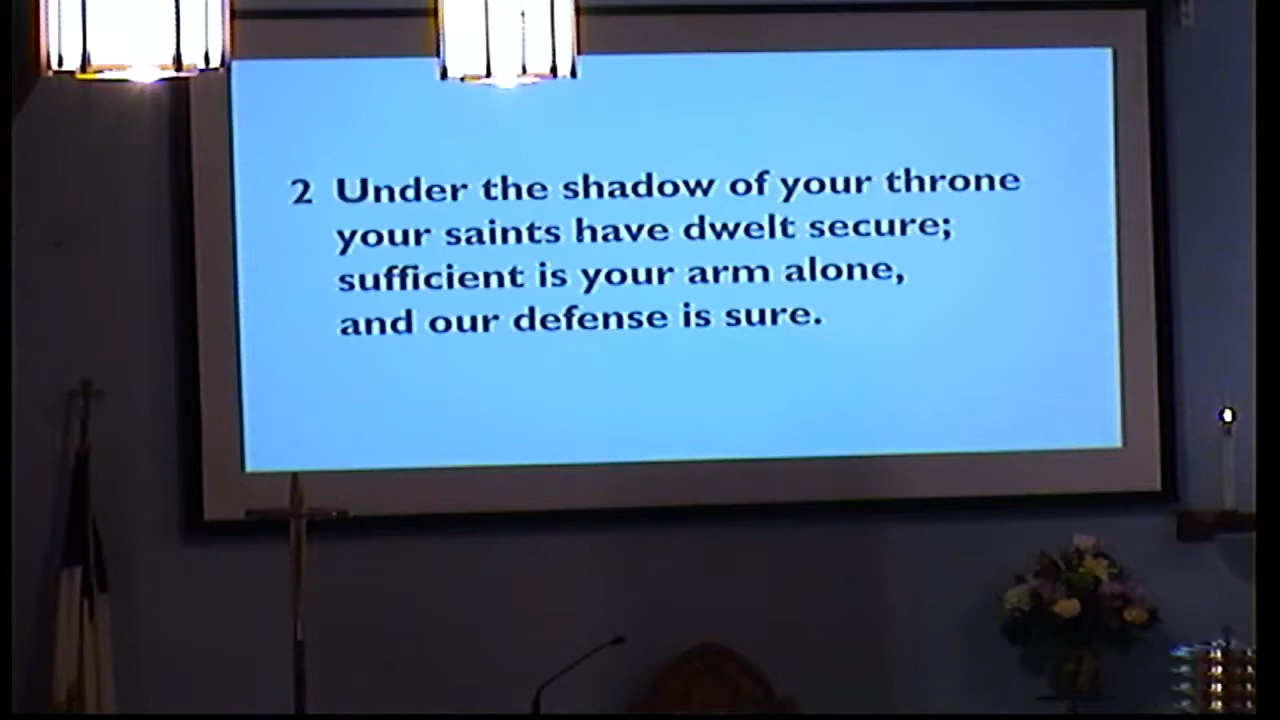 2 Under the shadow of your throne
your saints have dwelt secure;
sufficient is your arm alone,
and our defense is sure.